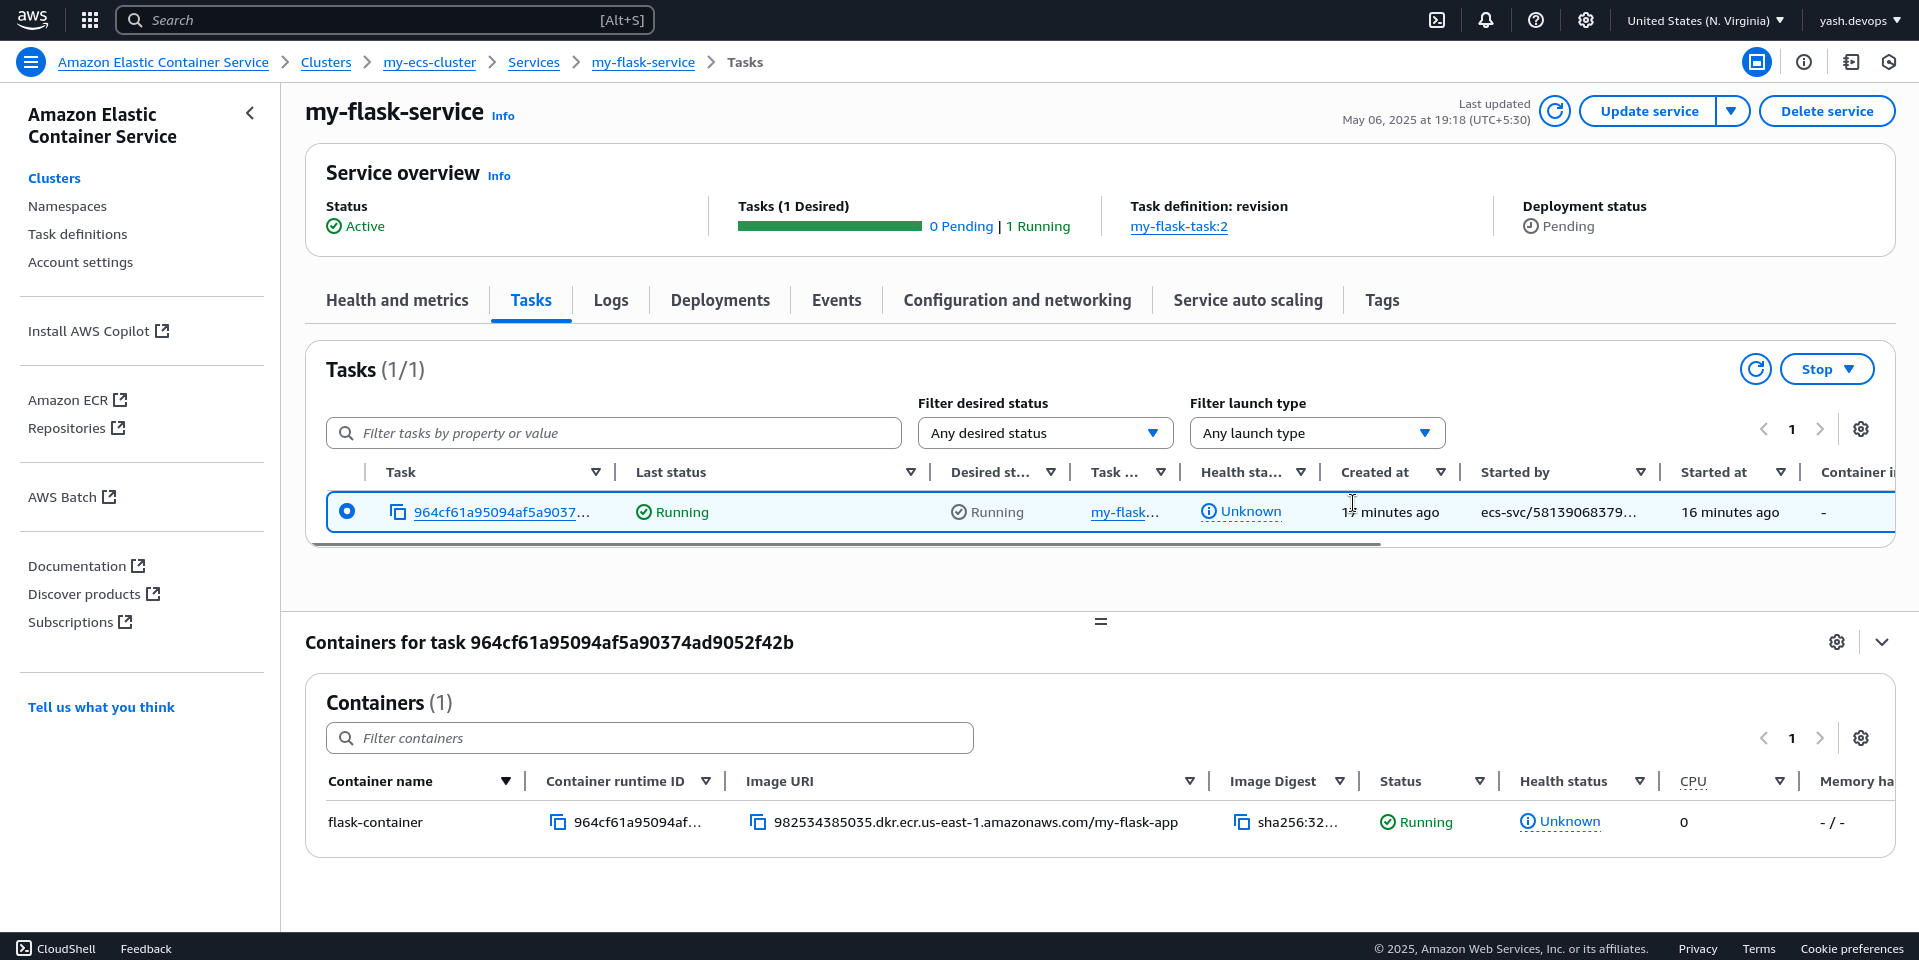 aws Search [Alt+S] United States (N. Virginia) yash.devops
Amazon Elastic Container Service Clusters my-ecs-cluster Services my-flask-service Tasks
Amazon Elastic
Container Service
Clusters
Namespaces
Task definitions
Account settings
Install AWS Copilot
Amazon ECR
Repositories
AWS Batch
Documentation
Discover products
Subscriptions
Tell us what you think
my-flask-service Info
Last updated
May 06, 2025 at 19:18 (UTC+5:30)
Update service Delete service
Service overview Info
Status Tasks (1 Desired) Task definition: revision Deployment status
Active 0 Pending | 1 Running my-flask-task:2 Pending
Health and metrics Tasks Logs Deployments Events Configuration and networking Service auto scaling Tags
Tasks (1/1) Stop
Filter desired status Filter launch type
Filter tasks by property or value Any desired status Any launch type 1
Task Last status Desired st... Task ... Health sta... Created at Started by Started at Container i
964cf61a95094af5a9037... Running Running my-flask... Unknown minutes ago ecs-svc/58139068379... 16 minutes ago -
Containers for task 964cf61a95094af5a90374ad9052f42b
Containers (1)
Filter containers 1
Container name Container runtime ID Image URI Image Digest Status Health status CPU Memory ha
flask-container 964cf61a95094af... 982534385035.dkr.ecr.us-east-1.amazonaws.com/my-flask-app sha256:32... Running Unknown 0 - / -
CloudShell Feedback © 2025, Amazon Web Services, Inc. or its affiliates. Privacy Terms Cookie preferences